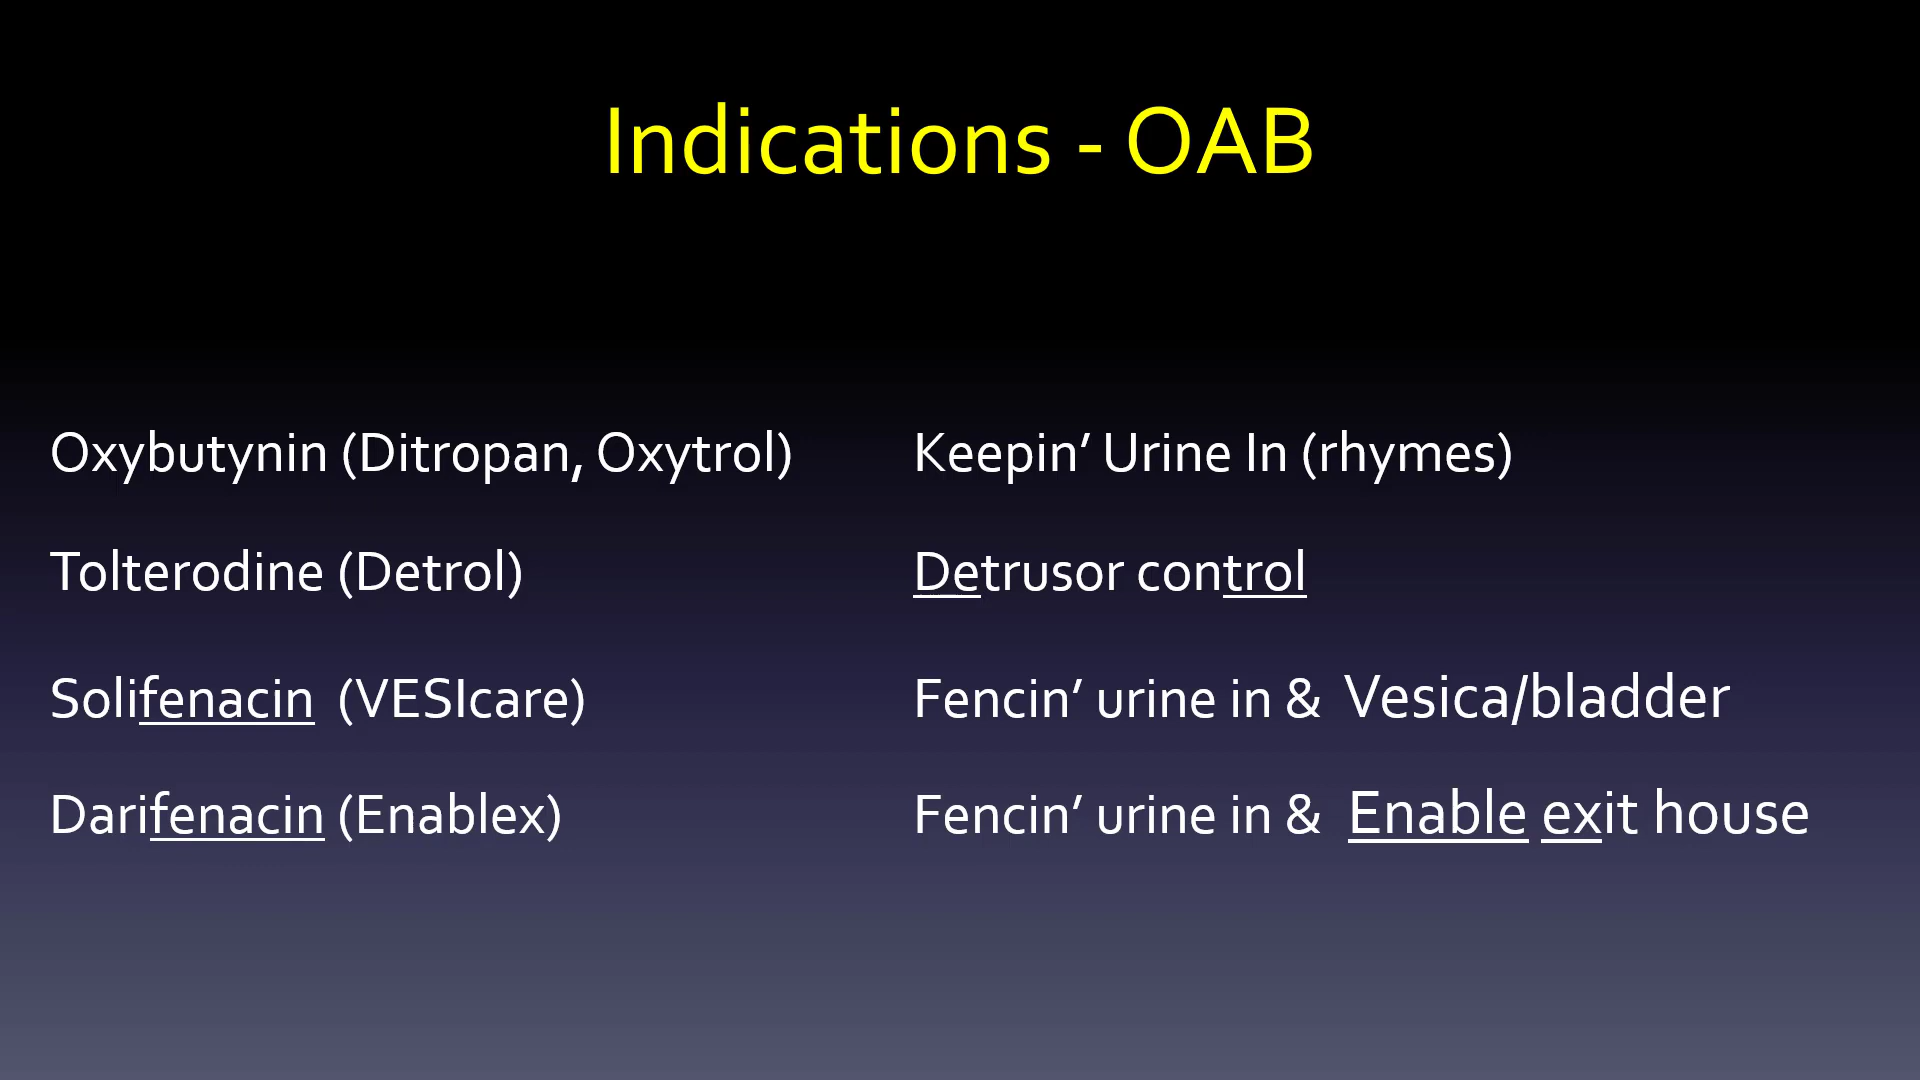 Indications - OAB
Oxybutynin (Ditropan, Oxytrol) Keepin’ Urine In (rhymes)
Tolterodine (Detrol) Detrusor control
Solifenacin (VESIcare) Fencin’ urine in & Vesica/bladder
Darifenacin (Enablex) Fencin’ urine in & Enable exit house